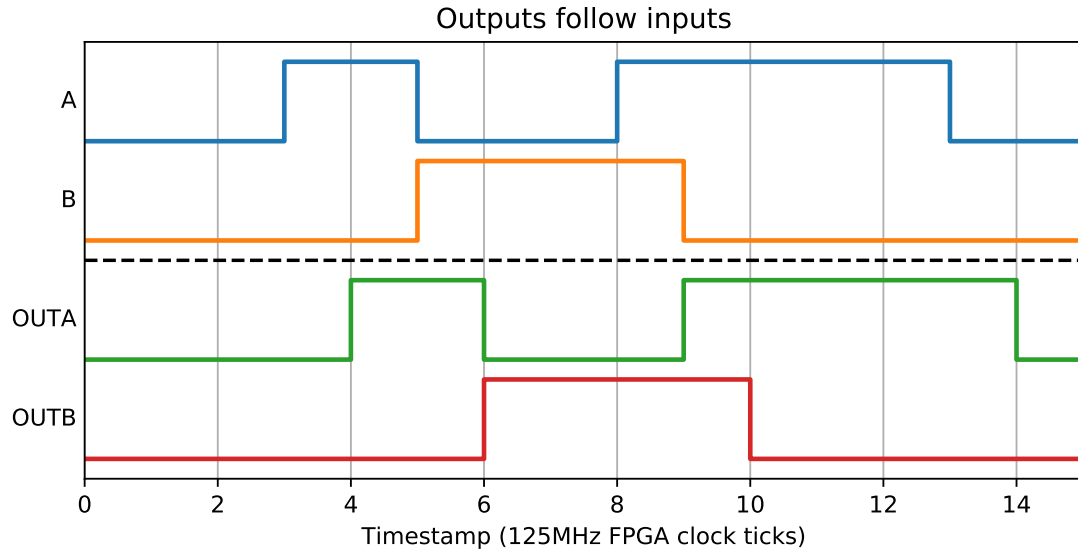 Outputs follow inputs
A
B
OUTA
OUTB
0 2 4 6 8 10 12 14
Timestamp (125MHz FPGA clock ticks)